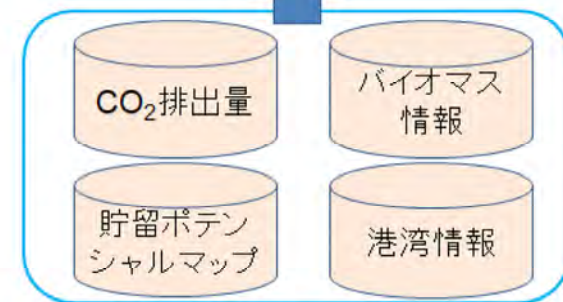 CO₂排出量
バイオマス
情報
貯留ポテン
シャルマップ
港湾情報